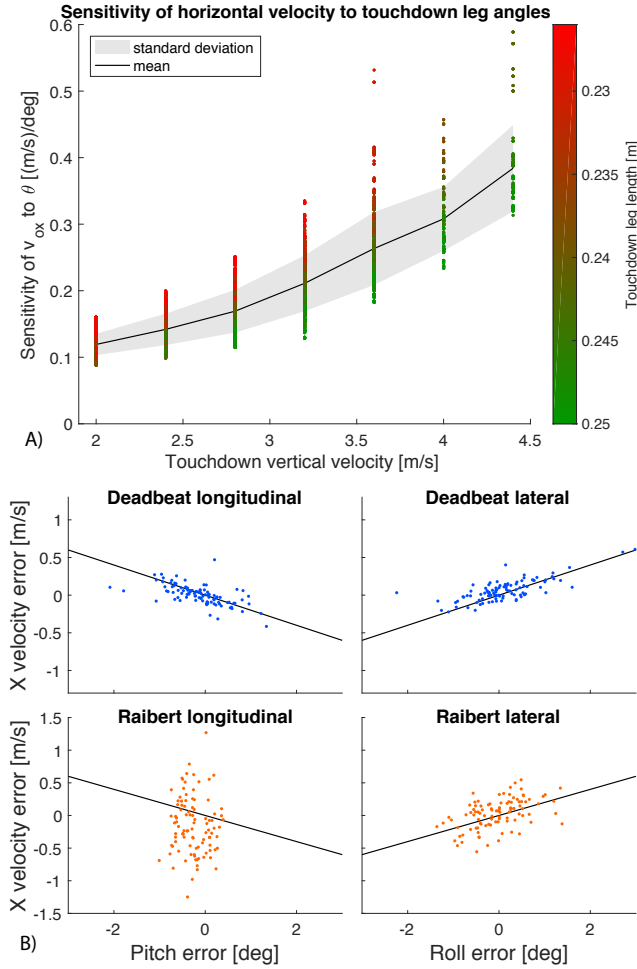 Sensitivity of horizontal velocity to touchdown leg angles
standard deviation
mean
Sensitivity of v_ox to θ [(m/s)/deg]
0.6
0.5
0.4
0.3
0.2
0.1
0
2
2.5
3
3.5
4
4.5
Touchdown vertical velocity [m/s]
0.23
0.235
0.24
0.245
0.25
Touchdown leg length [m]
A)
Deadbeat longitudinal
X velocity error [m/s]
1
0.5
0
-0.5
-1
Deadbeat lateral
Raibert longitudinal
X velocity error [m/s]
1.5
1
0.5
0
-0.5
-1
-1.5
-2
0
2
Pitch error [deg]
Raibert lateral
-2
0
2
Roll error [deg]
B)